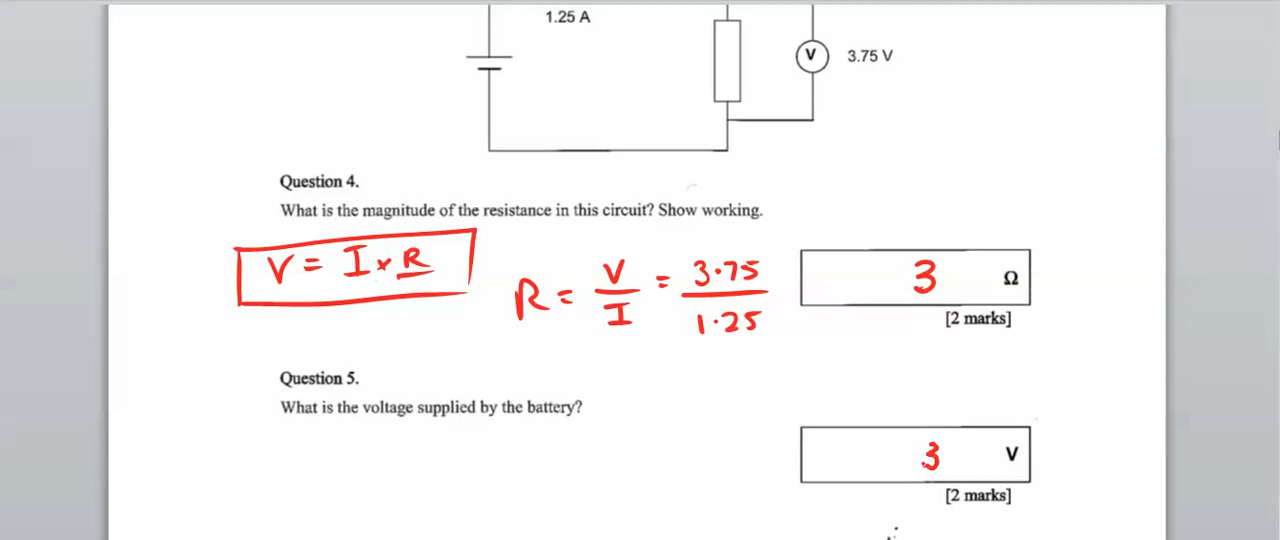 1.25 A
V 3.75 V
Question 4.
What is the magnitude of the resistance in this circuit? Show working.
V = I × R
R = V/I = 3.75/1.25
3 Ω
[2 marks]
Question 5.
What is the voltage supplied by the battery?
3 V
[2 marks]